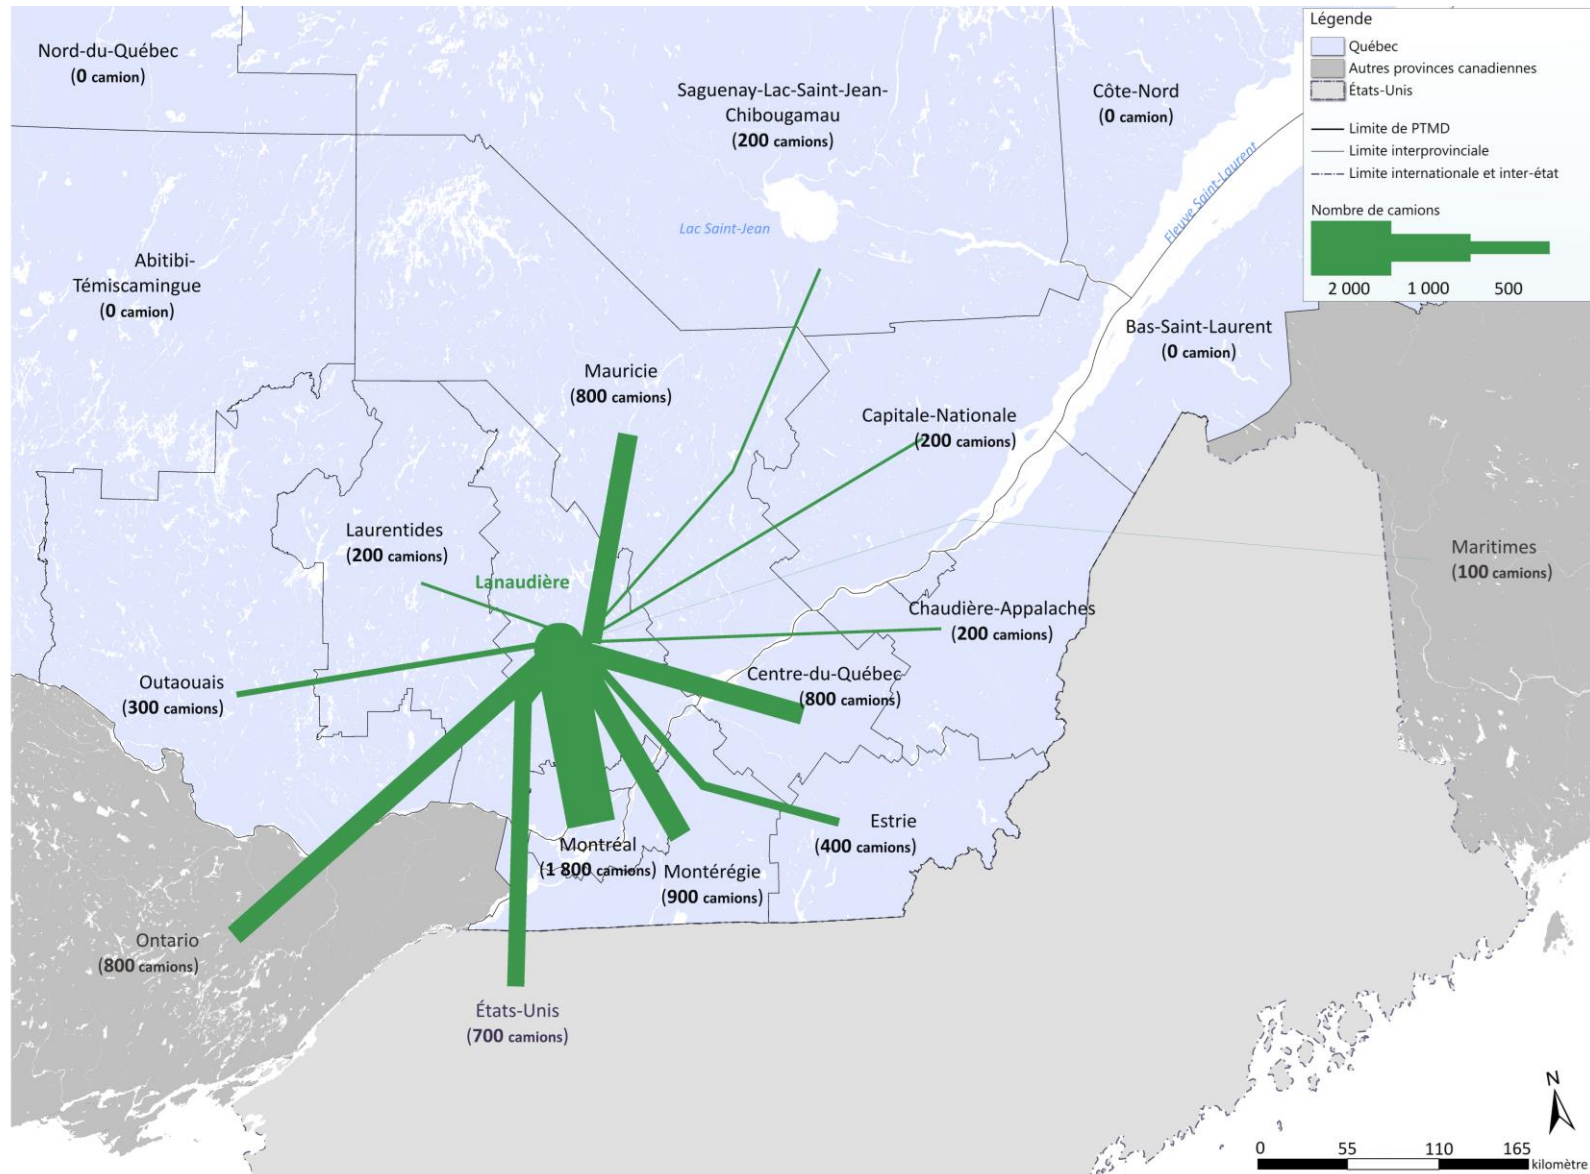 Nord-du-Québec
(0 camion)
Saguenay-Lac-Saint-Jean-
Chibougamau
(200 camions)
Côte-Nord
(0 camion)
Légende
Québec
Autres provinces canadiennes
États-Unis
Limite de PTMD
Limite interprovinciale
Limite internationale et inter-état
Nombre de camions
2 000
1 000
500
Fleuve Saint-Laurent
Lac Saint-Jean
Abitibi-
Témiscamingue
(0 camion)
Bas-Saint-Laurent
(0 camion)
Mauricie
(800 camions)
Capitale-Nationale
(200 camions)
Laurentides
(200 camions)
Lanaudière
Maritimes
(100 camions)
Chaudière-Appalaches
(200 camions)
Outaouais
(300 camions)
Centre-du-Québec
(800 camions)
Estrie
(400 camions)
Montréal
(1 800 camions)
Montérégie
(900 camions)
Ontario
(800 camions)
États-Unis
(700 camions)
N
0 55 110 165
kilomètre